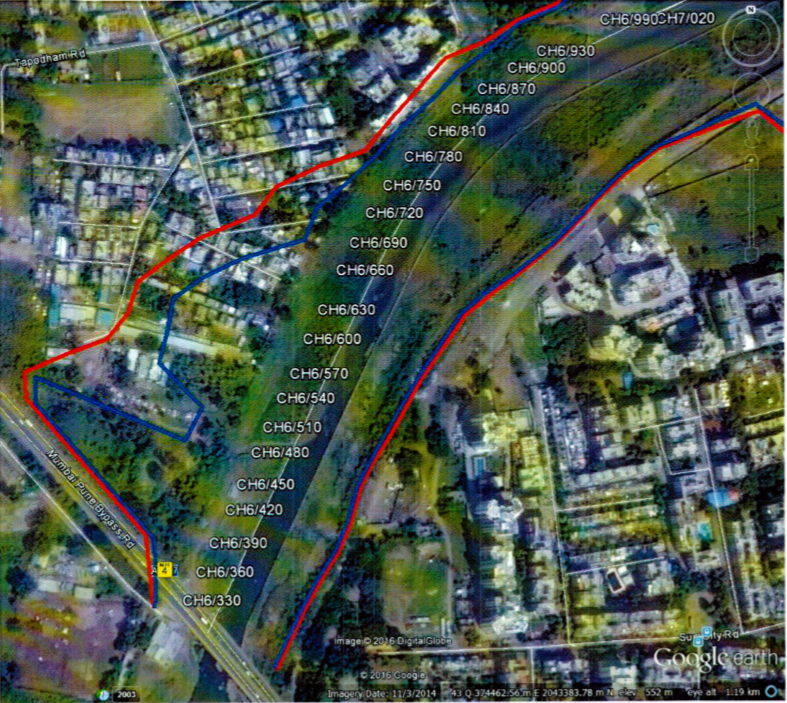 CH6/990CH7/020
N
CH6/930
Tapodham Rd
CH6/900
CH6/870
CH6/840
CH6/810
CH6/780
CH6/750
CH6/720
CH6/690
CH6/660
CH6/630
CH6/600
CH6/570
CH6/540
CH6/510
CH6/480
Mumbai Pune Bypass Rd
CH6/450
CH6/420
CH6/390
4
CH6/360
CH6/330
Image © 2016 DigitalGlobe
Google earth
© 2016 Google
2003
Imagery Date: 11/3/2014 43 Q 374462.56 m E 2043383.78 m N elev 552 m eye alt 1.19 km